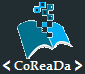 < CoReaDa >